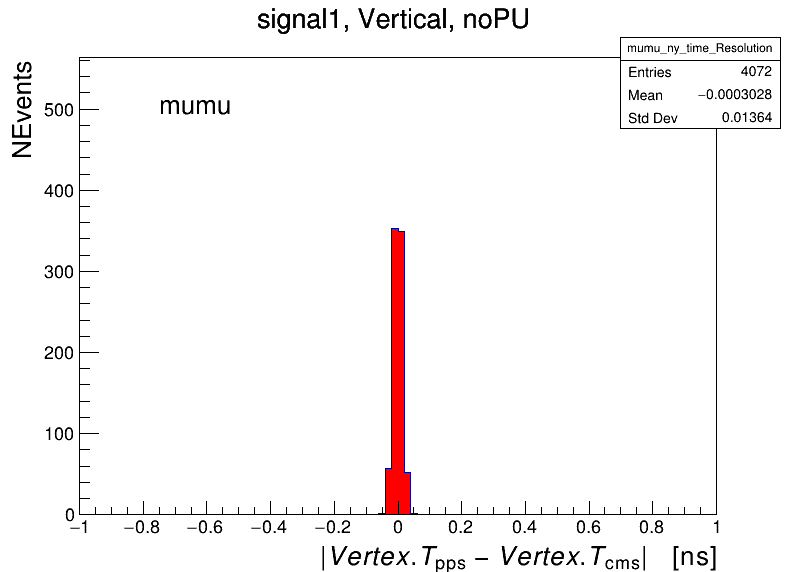 signal1, Vertical, noPU
mumu_ny_time_Resolution
Entries 4072
Mean −0.0003028
Std Dev 0.01364
NEvents
mumu
500
400
300
200
100
0
−1 −0.8 −0.6 −0.4 −0.2 0 0.2 0.4 0.6 0.8 1
|Vertex.Tpps − Vertex.Tcms| [ns]